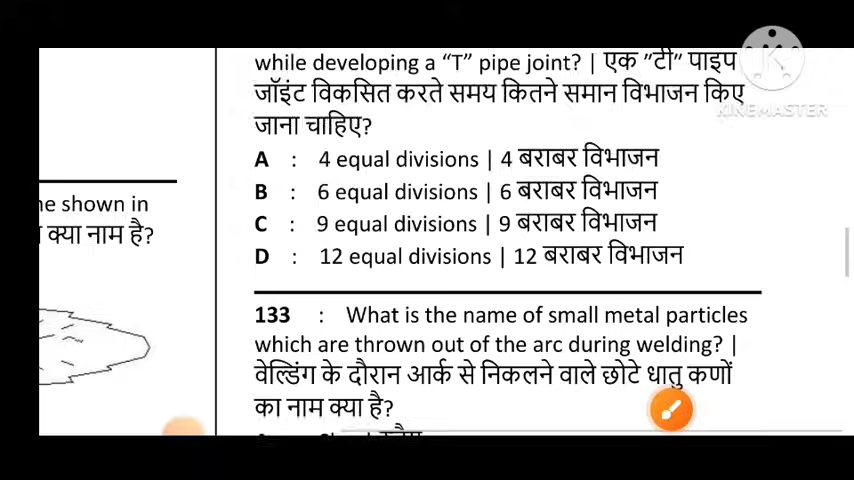 while developing a “T” pipe joint? | एक ”टी” पाइप
जॉइंट विकसित करते समय कितने समान विभाजन किए
जाना चाहिए?
A : 4 equal divisions | 4 बराबर विभाजन
B : 6 equal divisions | 6 बराबर विभाजन
C : 9 equal divisions | 9 बराबर विभाजन
D : 12 equal divisions | 12 बराबर विभाजन
133 : What is the name of small metal particles
which are thrown out of the arc during welding? |
वेल्डिंग के दौरान आर्क से निकलने वाले छोटे धातु कणों
का नाम क्या है?
shown in
क्या नाम है?
KINEMASTER